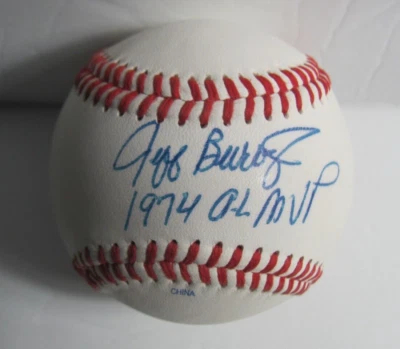 Jeff Burroughs
1974 AL MVP
CHINA